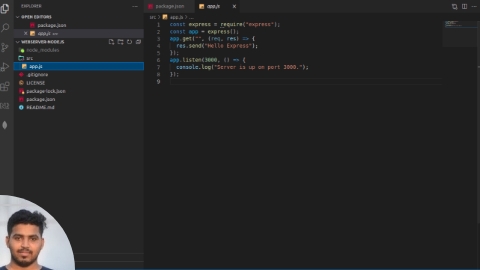 EXPLORER
OPEN EDITORS
package.json
app.js
WEBSERVER-NODE.JS
node_modules
src
app.js
.gitignore
LICENSE
package-lock.json
package.json
README.md
package.json
app.js
src > app.js > ...
1 const express = require("express");
2 const app = express();
3 app.get("", (req, res) => {
4 res.send("Hello Express");
5 });
6 app.listen(3000, () => {
7 console.log("Server is up on port 3000.");
8 });
9